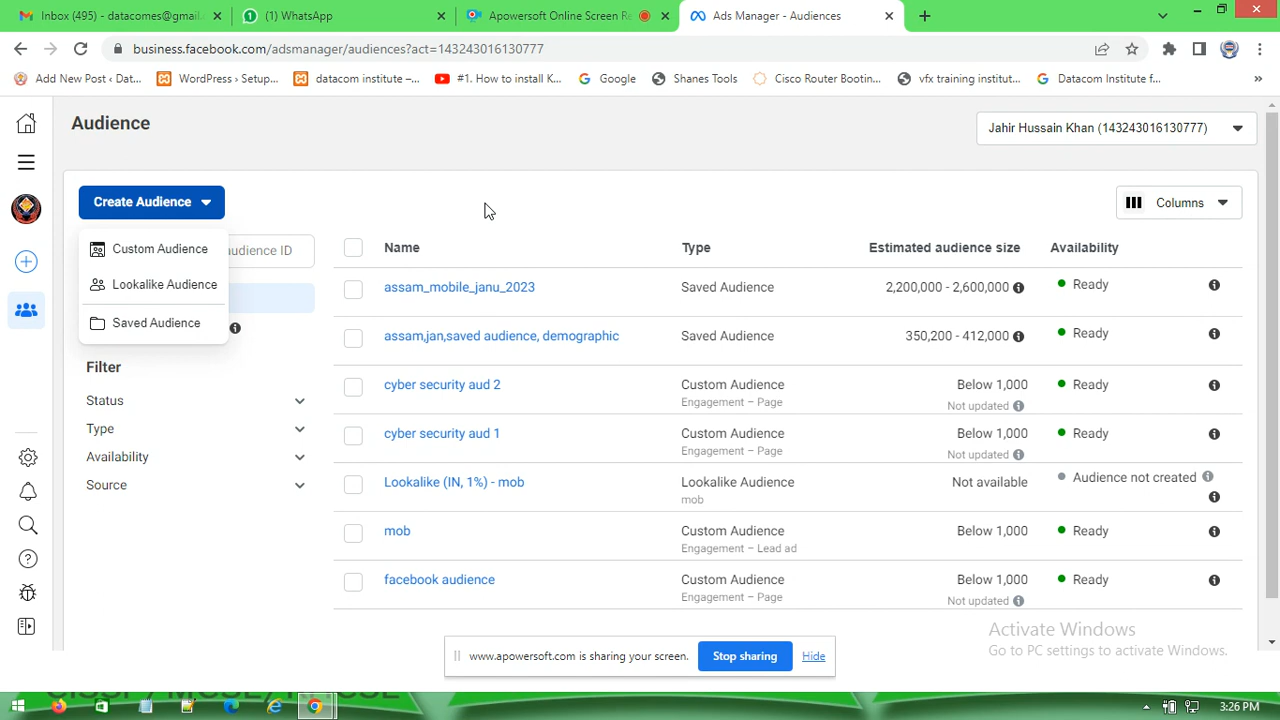 Inbox (495) - datacomes@gmail.
(1) WhatsApp
Apowersoft Online Screen Re
Ads Manager - Audiences
business.facebook.com/adsmanager/audiences?act=143243016130777
Add New Post ‹ Dat...
WordPress › Setup...
datacom institute –...
#1. How to install K...
Google
Shanes Tools
Cisco Router Bootin...
vfx training institut...
Datacom Institute f...
»
Audience
Jahir Hussain Khan (143243016130777)
Create Audience
Columns
Custom Audience
udience ID
Lookalike Audience
Saved Audience
Filter
Status
Type
Availability
Source
Name Type Estimated audience size Availability
assam_mobile_janu_2023 Saved Audience 2,200,000 - 2,600,000 Ready
assam,jan,saved audience, demographic Saved Audience 350,200 - 412,000 Ready
cyber security aud 2 Custom Audience Below 1,000 Ready
Engagement – Page Not updated
cyber security aud 1 Custom Audience Below 1,000 Ready
Engagement – Page Not updated
Lookalike (IN, 1%) - mob Lookalike Audience Not available Audience not created
mob
mob Custom Audience Below 1,000 Ready
Engagement – Lead ad
facebook audience Custom Audience Below 1,000 Ready
Engagement – Page Not updated
Activate Windows
Go to PC settings to activate Windows.
www.apowersoft.com is sharing your screen.
Stop sharing
Hide
3:26 PM